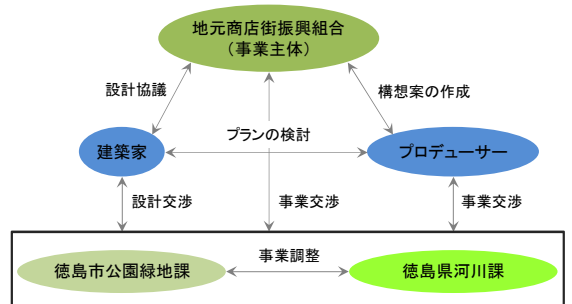 地元商店街振興組合
（事業主体）
設計協議
構想案の作成
建築家
プランの検討
プロデューサー
設計交渉
事業交渉
事業交渉
徳島市公園緑地課
事業調整
徳島県河川課